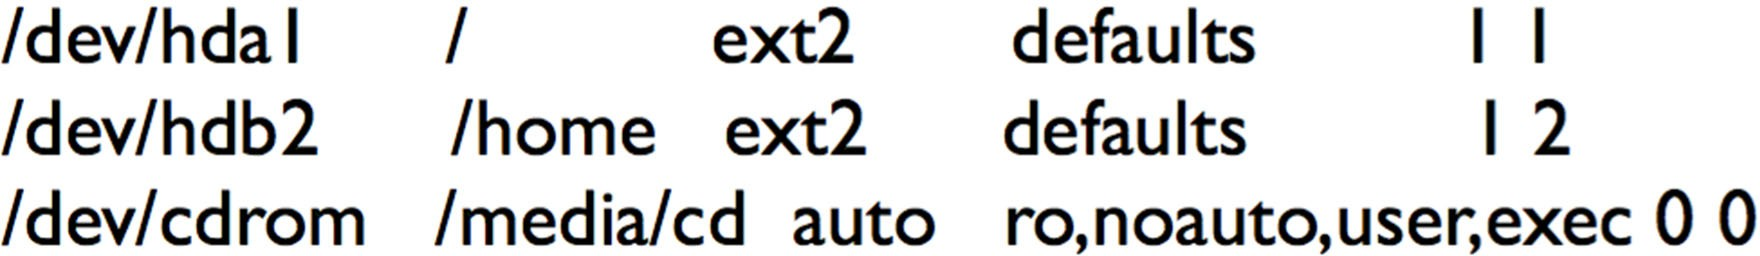 /dev/hda1 / ext2 defaults 1 1
/dev/hdb2 /home ext2 defaults 1 2
/dev/cdrom /media/cd auto ro,noauto,user,exec 0 0